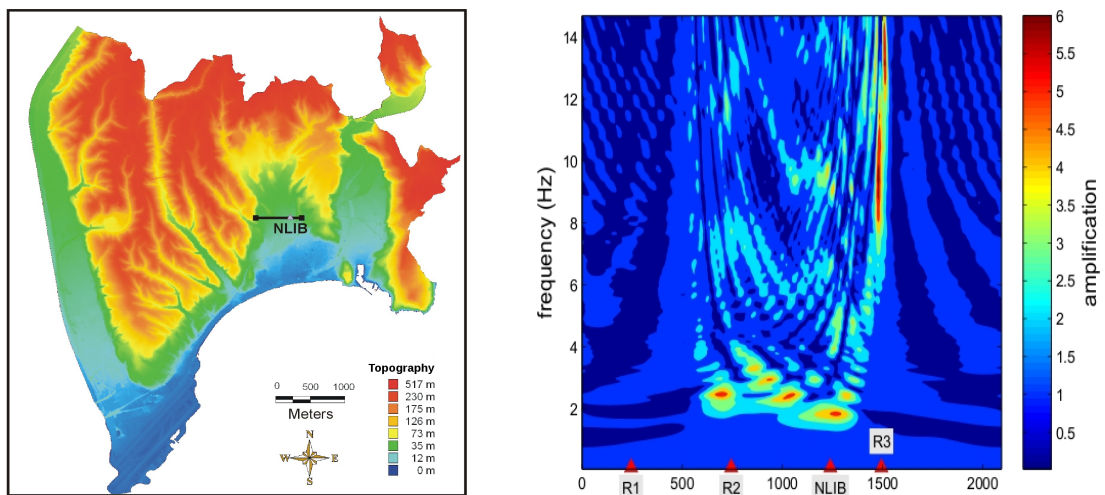 NLIB
Topography
0 500 1000
Meters
517 m
230 m
175 m
126 m
73 m
35 m
12 m
0 m
N
W E
S
frequency (Hz)
14
12
10
8
6
4
2
0 500 1000 1500 2000
R1 R2 NLIB R3
6
5.5
5
4.5
4
3.5
3
2.5
2
1.5
1
0.5
amplification